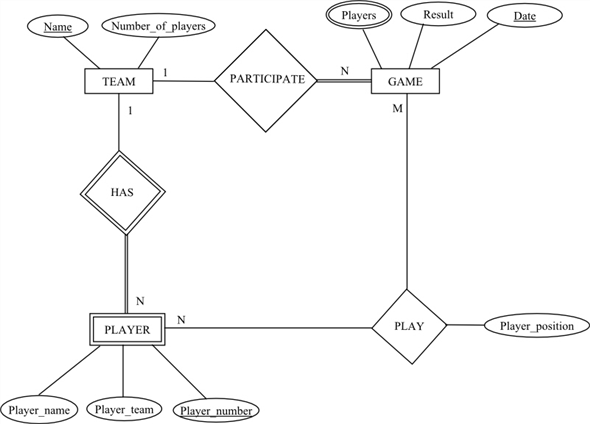 Name
Number_of_players
Players
Result
Date
TEAM
1
PARTICIPATE
N
GAME
1
M
HAS
N
PLAYER
N
PLAY
Player_position
Player_name
Player_team
Player_number